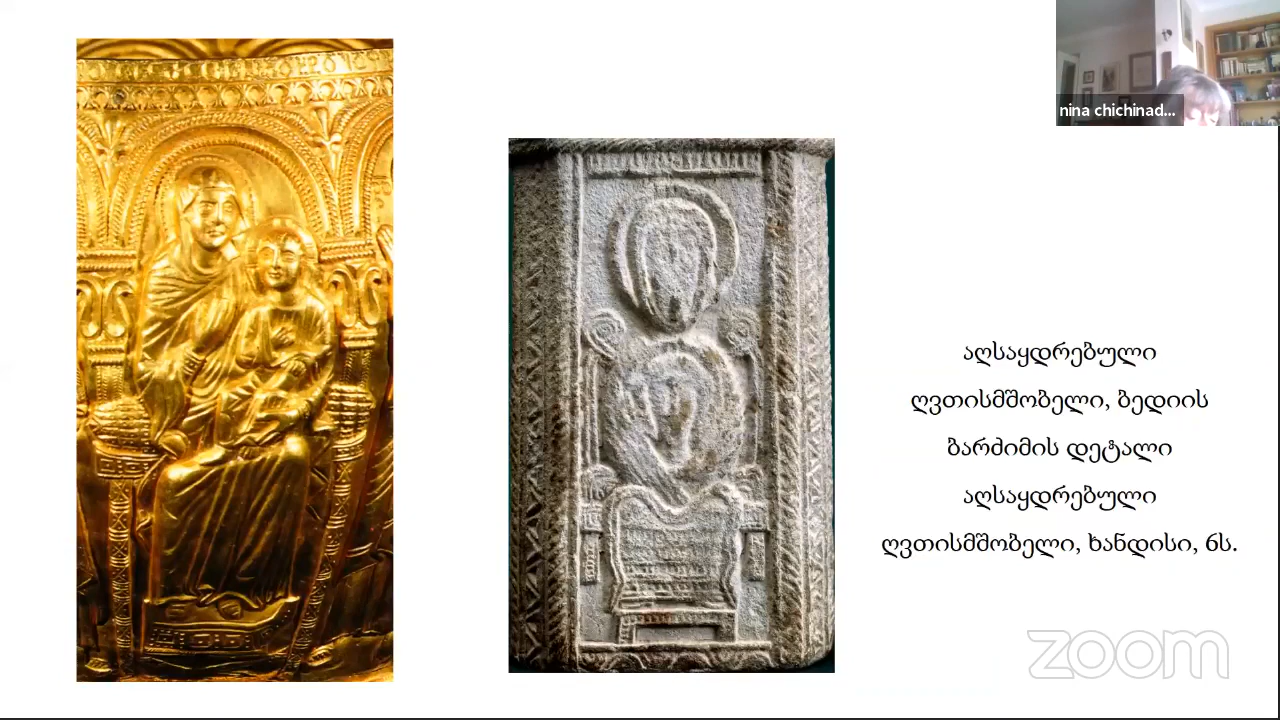 nina chichinad...
აღსაყდრებული
ღვთისმშობელი, ბედიის
ბარძიმის დეტალი
აღსაყდრებული
ღვთისმშობელი, ხანდისი, 6ს.
zoom